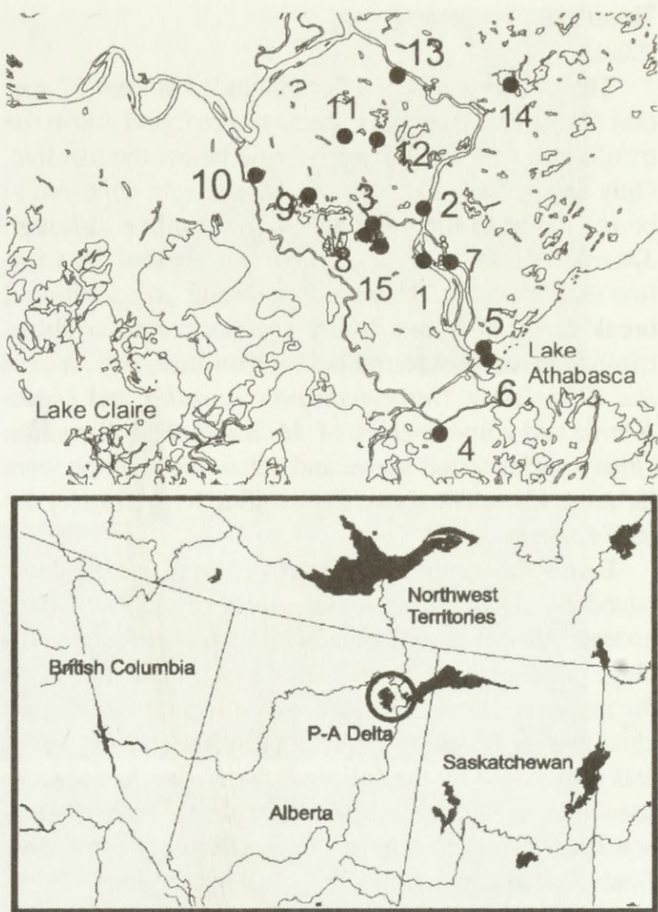 13
14
11
12
10
9
3
2
8
7
15
1
5
Lake
Athabasca
6
Lake Claire
4
Northwest
Territories
British Columbia
P-A Delta
Saskatchewan
Alberta